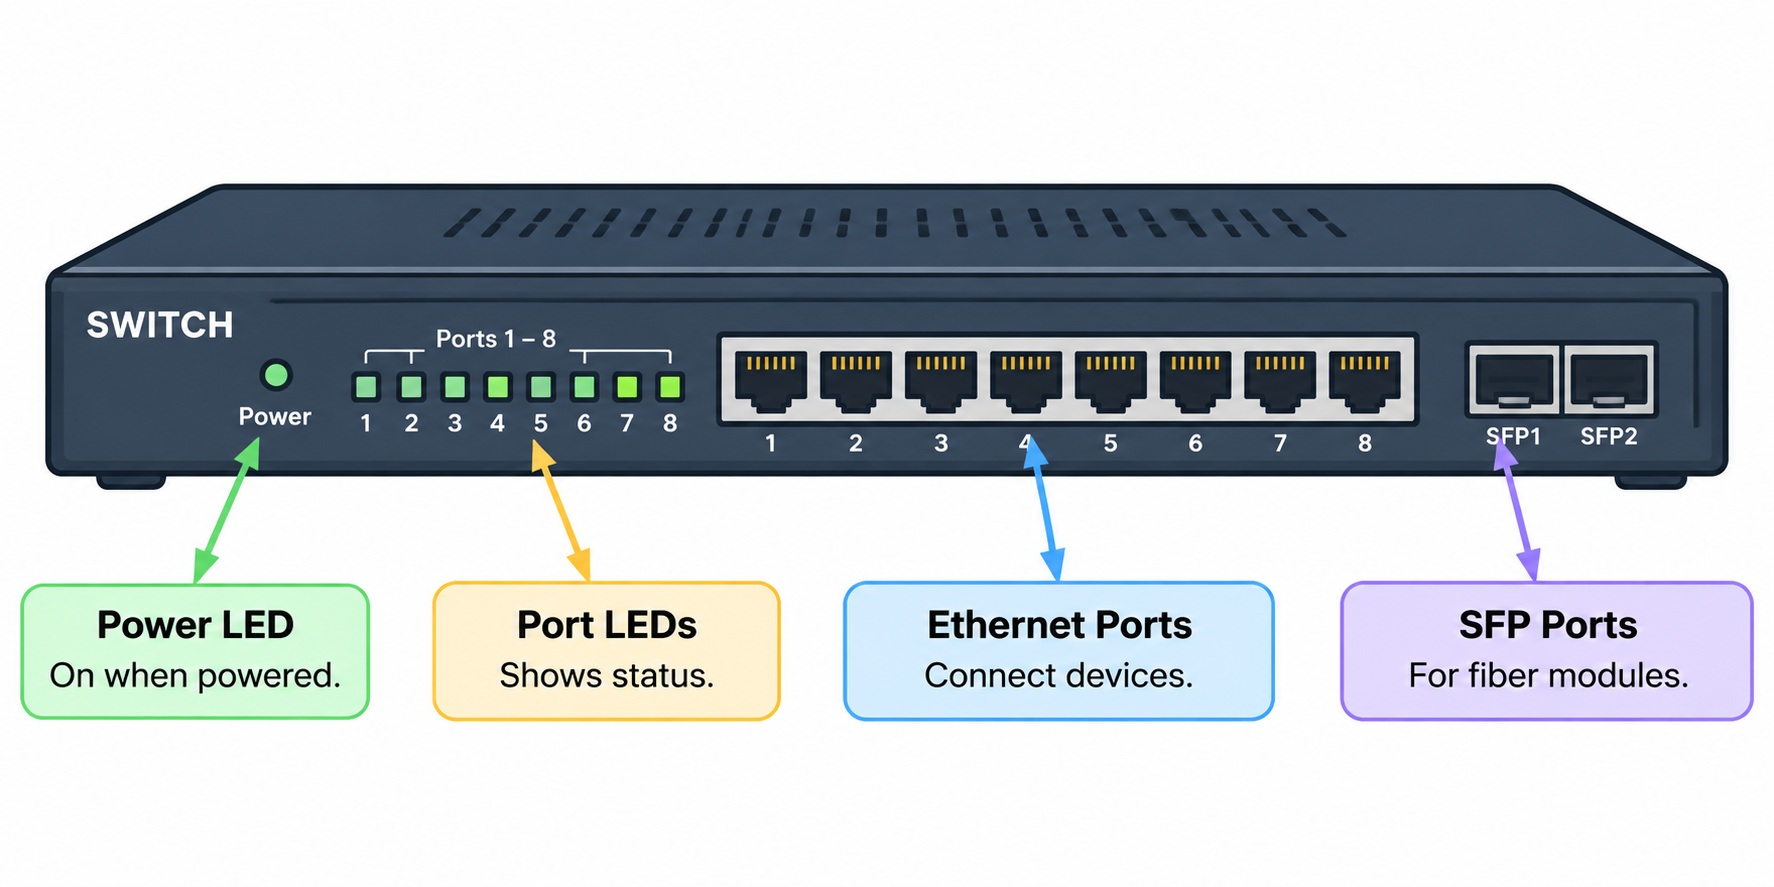 SWITCH
Ports 1 – 8
Power
1 2 3 4 5 6 7 8
1 2 3 4 5 6 7 8
SFP1 SFP2
Power LED
On when powered.
Port LEDs
Shows status.
Ethernet Ports
Connect devices.
SFP Ports
For fiber modules.